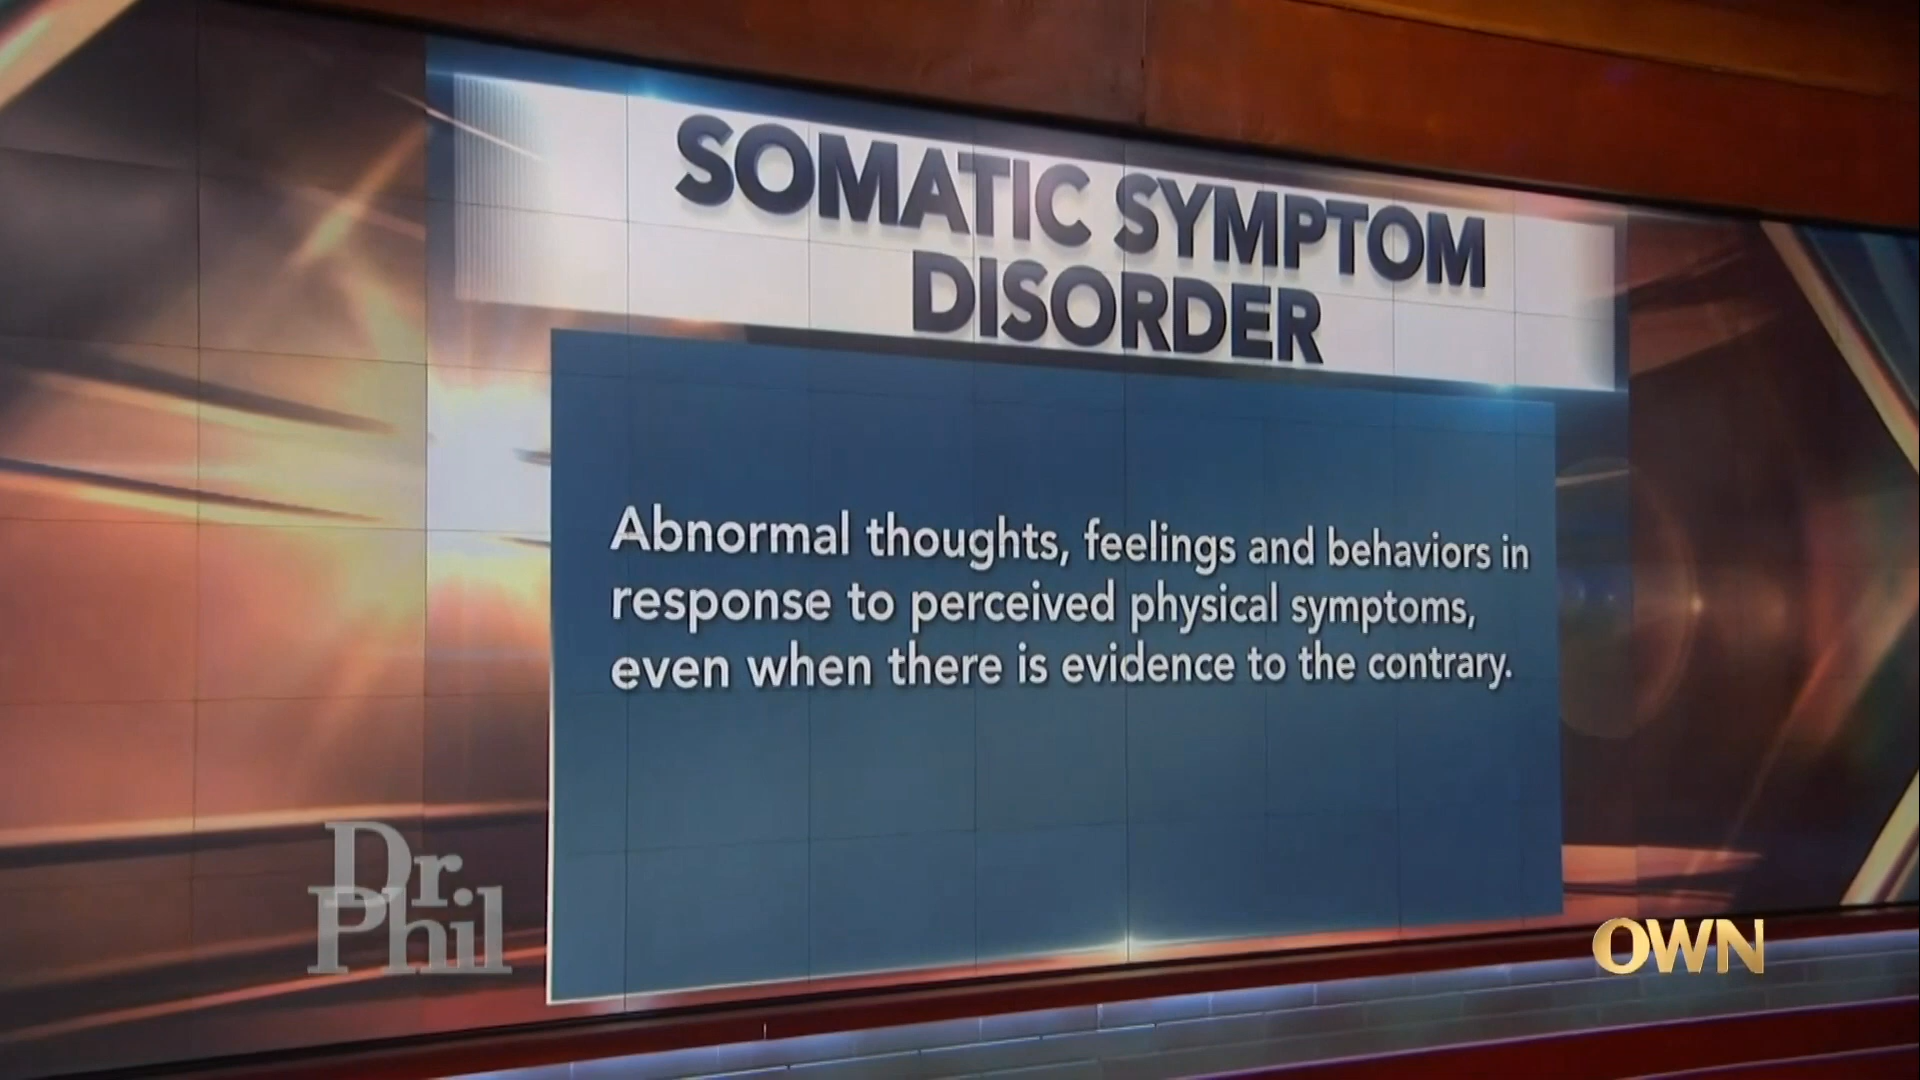 SOMATIC SYMPTOM
DISORDER
Abnormal thoughts, feelings and behaviors in
response to perceived physical symptoms,
even when there is evidence to the contrary.
Dr.
Phil
OWN